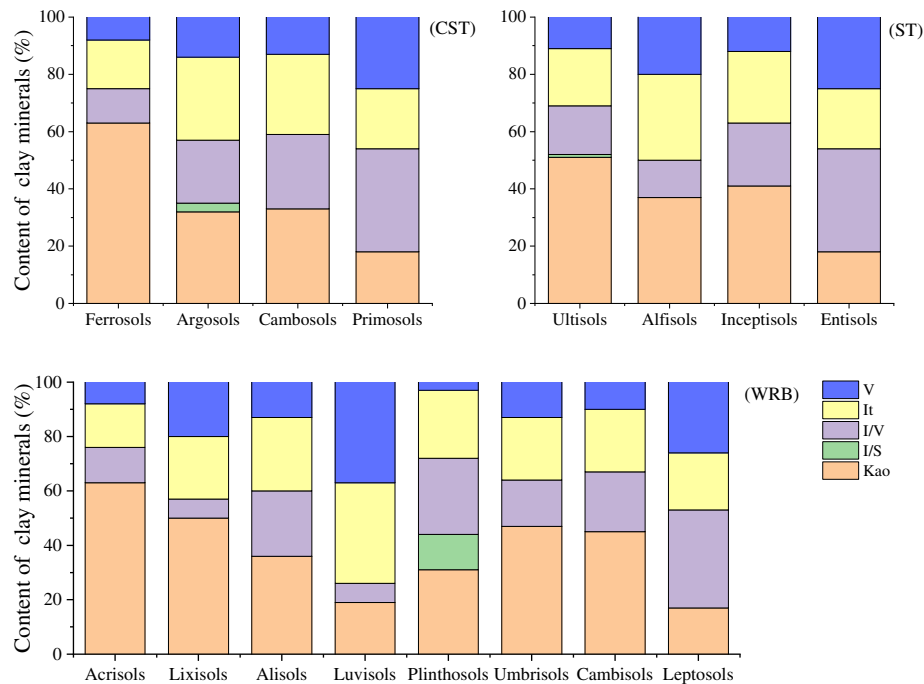 Content of clay minerals (%)
100
80
60
40
20
0
Ferrosols Argosols Cambosols Primosols
(CST)
100
80
60
40
20
0
Ultisols Alfisols Inceptisols Entisols
(ST)
Content of clay minerals (%)
100
80
60
40
20
0
Acrisols Lixisols Alisols Luvisols Plinthosols Umbrisols Cambisols Leptosols
(WRB)
V
It
I/V
I/S
Kao